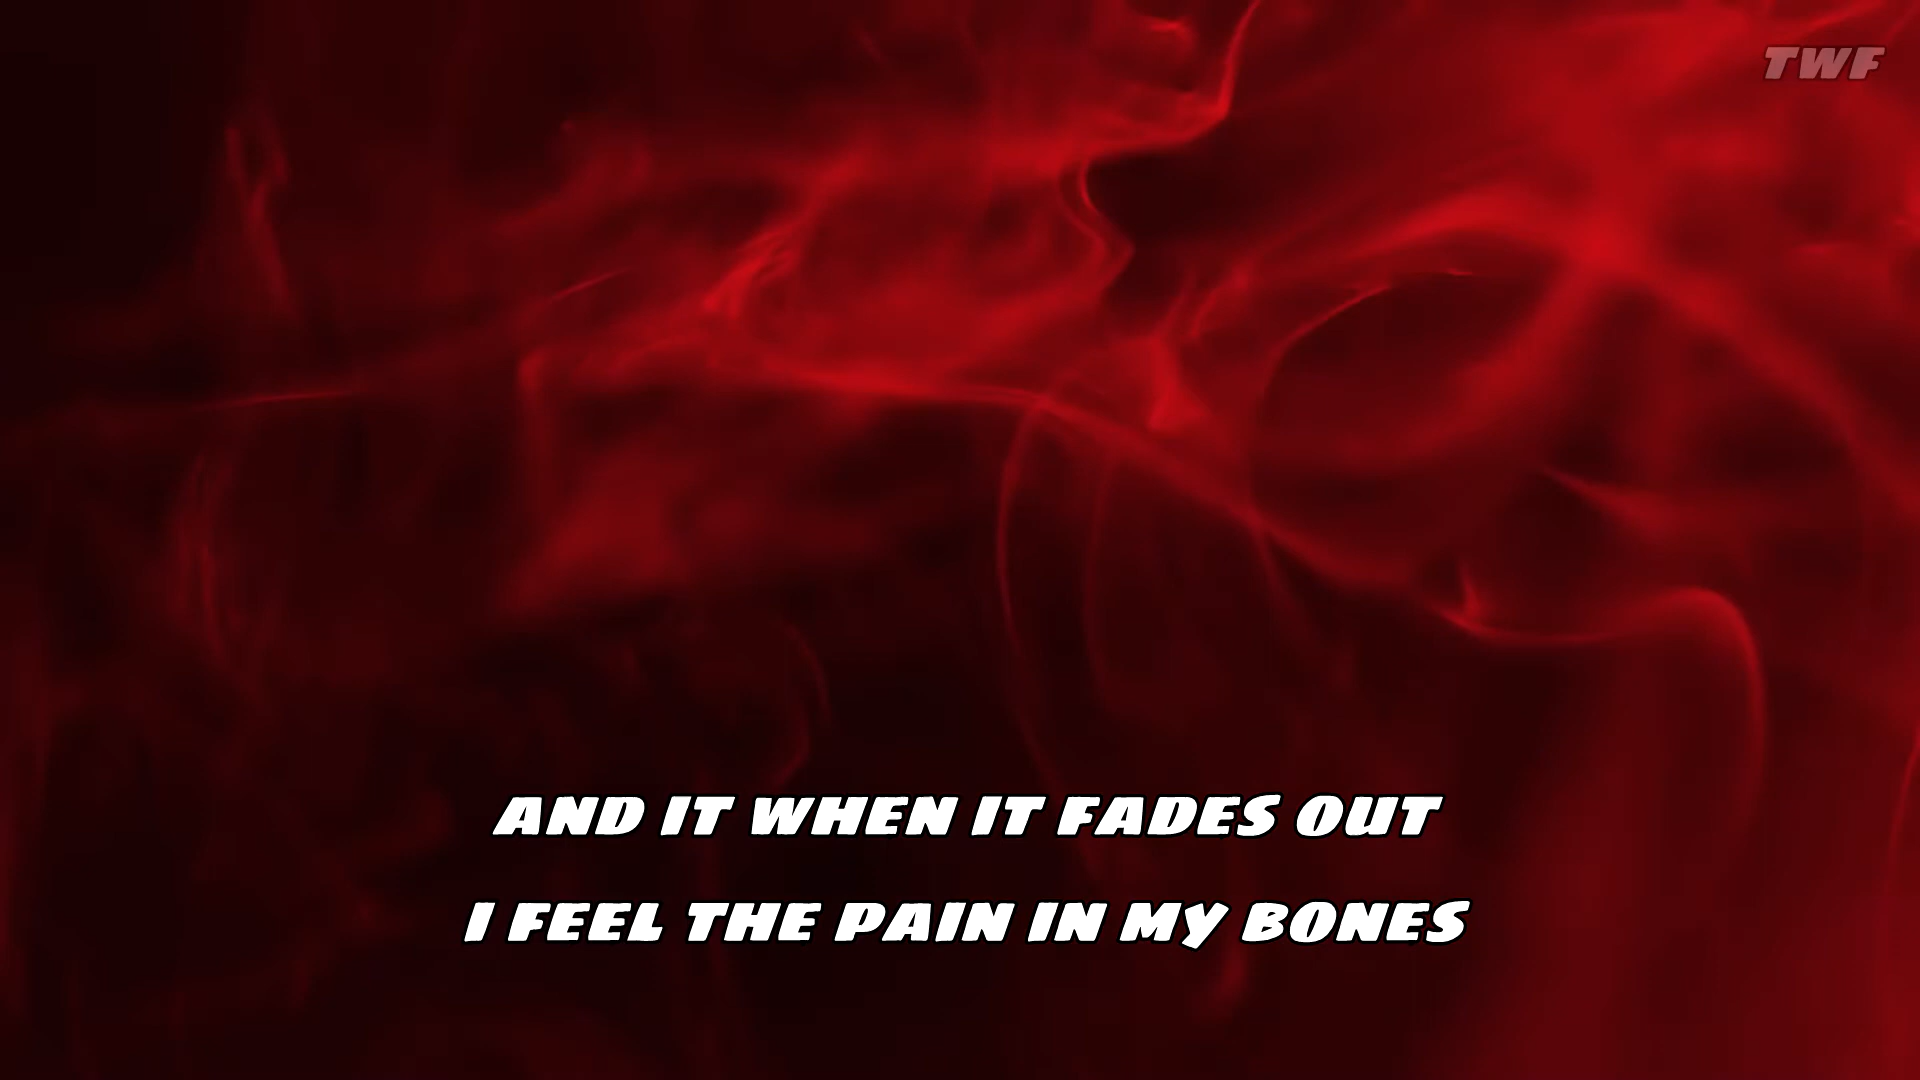 TWF
AND IT WHEN IT FADES OUT
I FEEL THE PAIN IN MY BONES